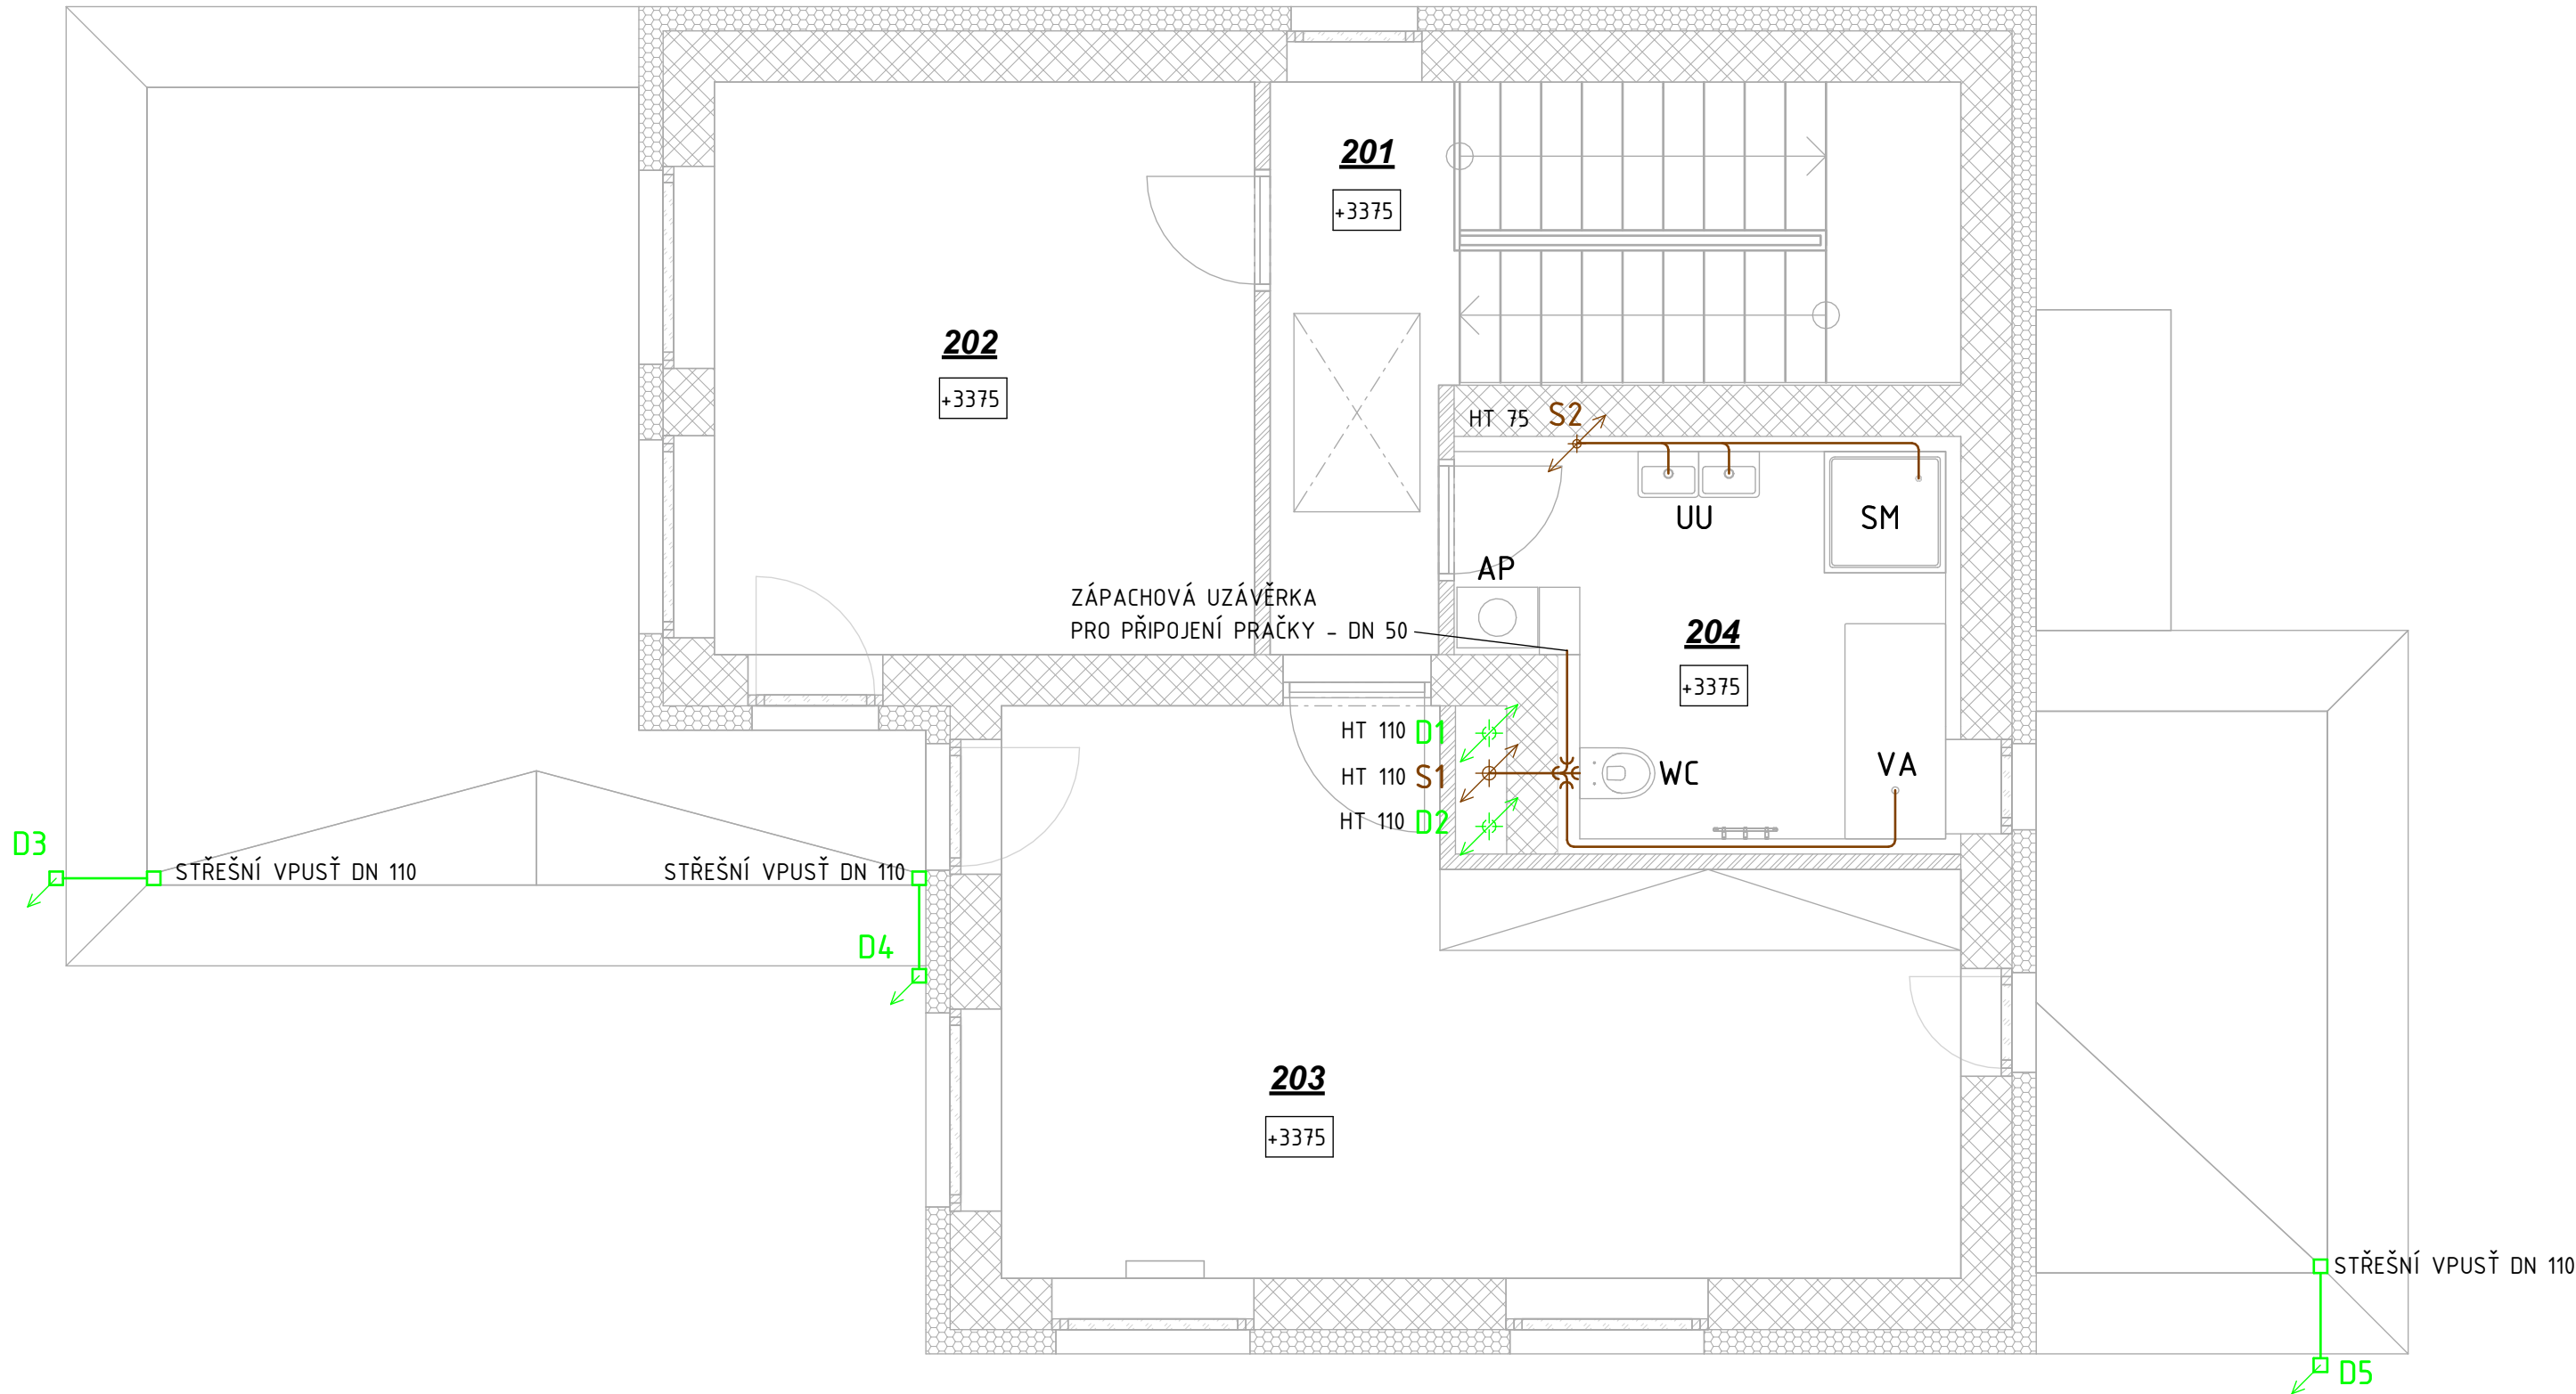 201
+3375
202
+3375
HT 75 S2
UU
SM
AP
ZÁPACHOVÁ UZÁVĚRKA
PRO PŘIPOJENÍ PRAČKY - DN 50
204
+3375
HT 110 D1
HT 110 S1
HT 110 D2
WC
VA
D3
STŘEŠNÍ VPUSŤ DN 110
STŘEŠNÍ VPUSŤ DN 110
D4
203
+3375
STŘEŠNÍ VPUSŤ DN 110
D5